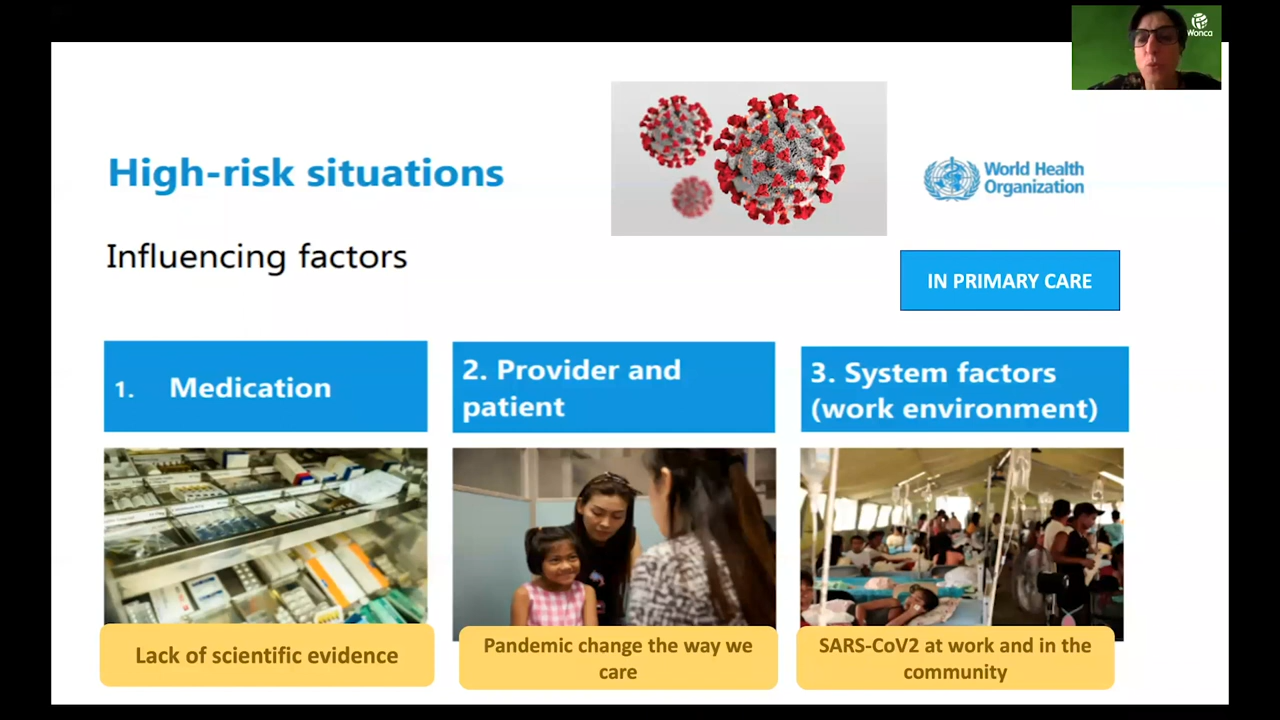 Wonca
High-risk situations
World Health
Organization
Influencing factors
IN PRIMARY CARE
1. Medication
2. Provider and
patient
3. System factors
(work environment)
Lack of scientific evidence
Pandemic change the way we
care
SARS-CoV2 at work and in the
community